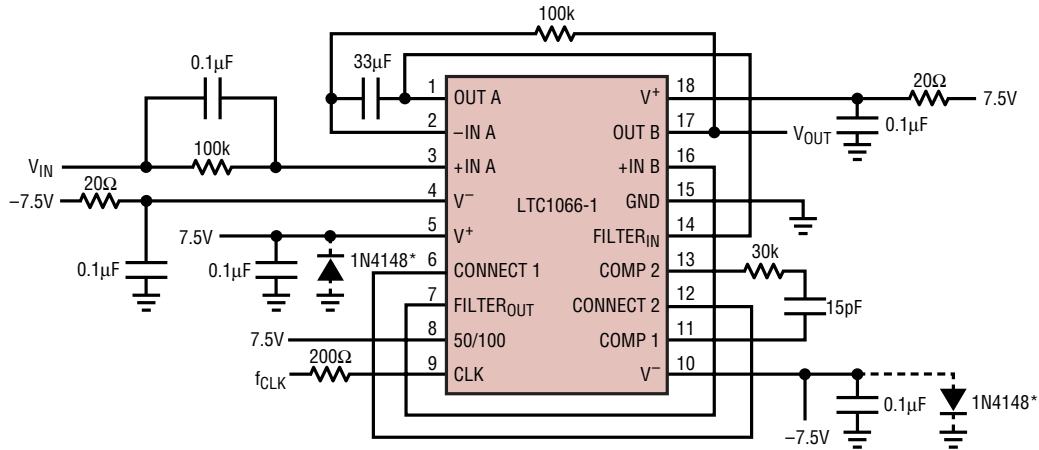 100k
0.1µF
33µF
1 OUT A
V+ 18
20Ω
7.5V
2 –IN A
OUT B 17
VOUT
0.1µF
VIN
100k
3 +IN A
+IN B 16
–7.5V
20Ω
4 V–
LTC1066-1
GND 15
7.5V
5 V+
FILTERIN 14
0.1µF
0.1µF
1N4148*
6 CONNECT 1
COMP 2 13
30k
7 FILTEROUT
CONNECT 2 12
15pF
7.5V
8 50/100
COMP 1 11
fCLK
200Ω
9 CLK
V– 10
0.1µF
1N4148*
–7.5V